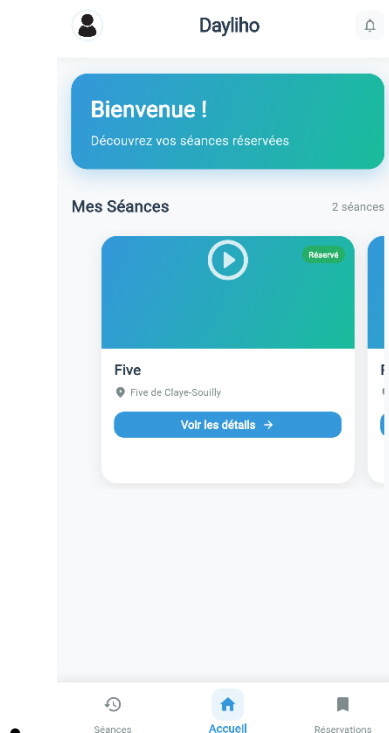 Dayliho
Bienvenue !
Découvrez vos séances réservées
Mes Séances
2 séances
Réservé
Five
Five de Claye-Souilly
Voir les détails →
Séances
Accueil
Réservations